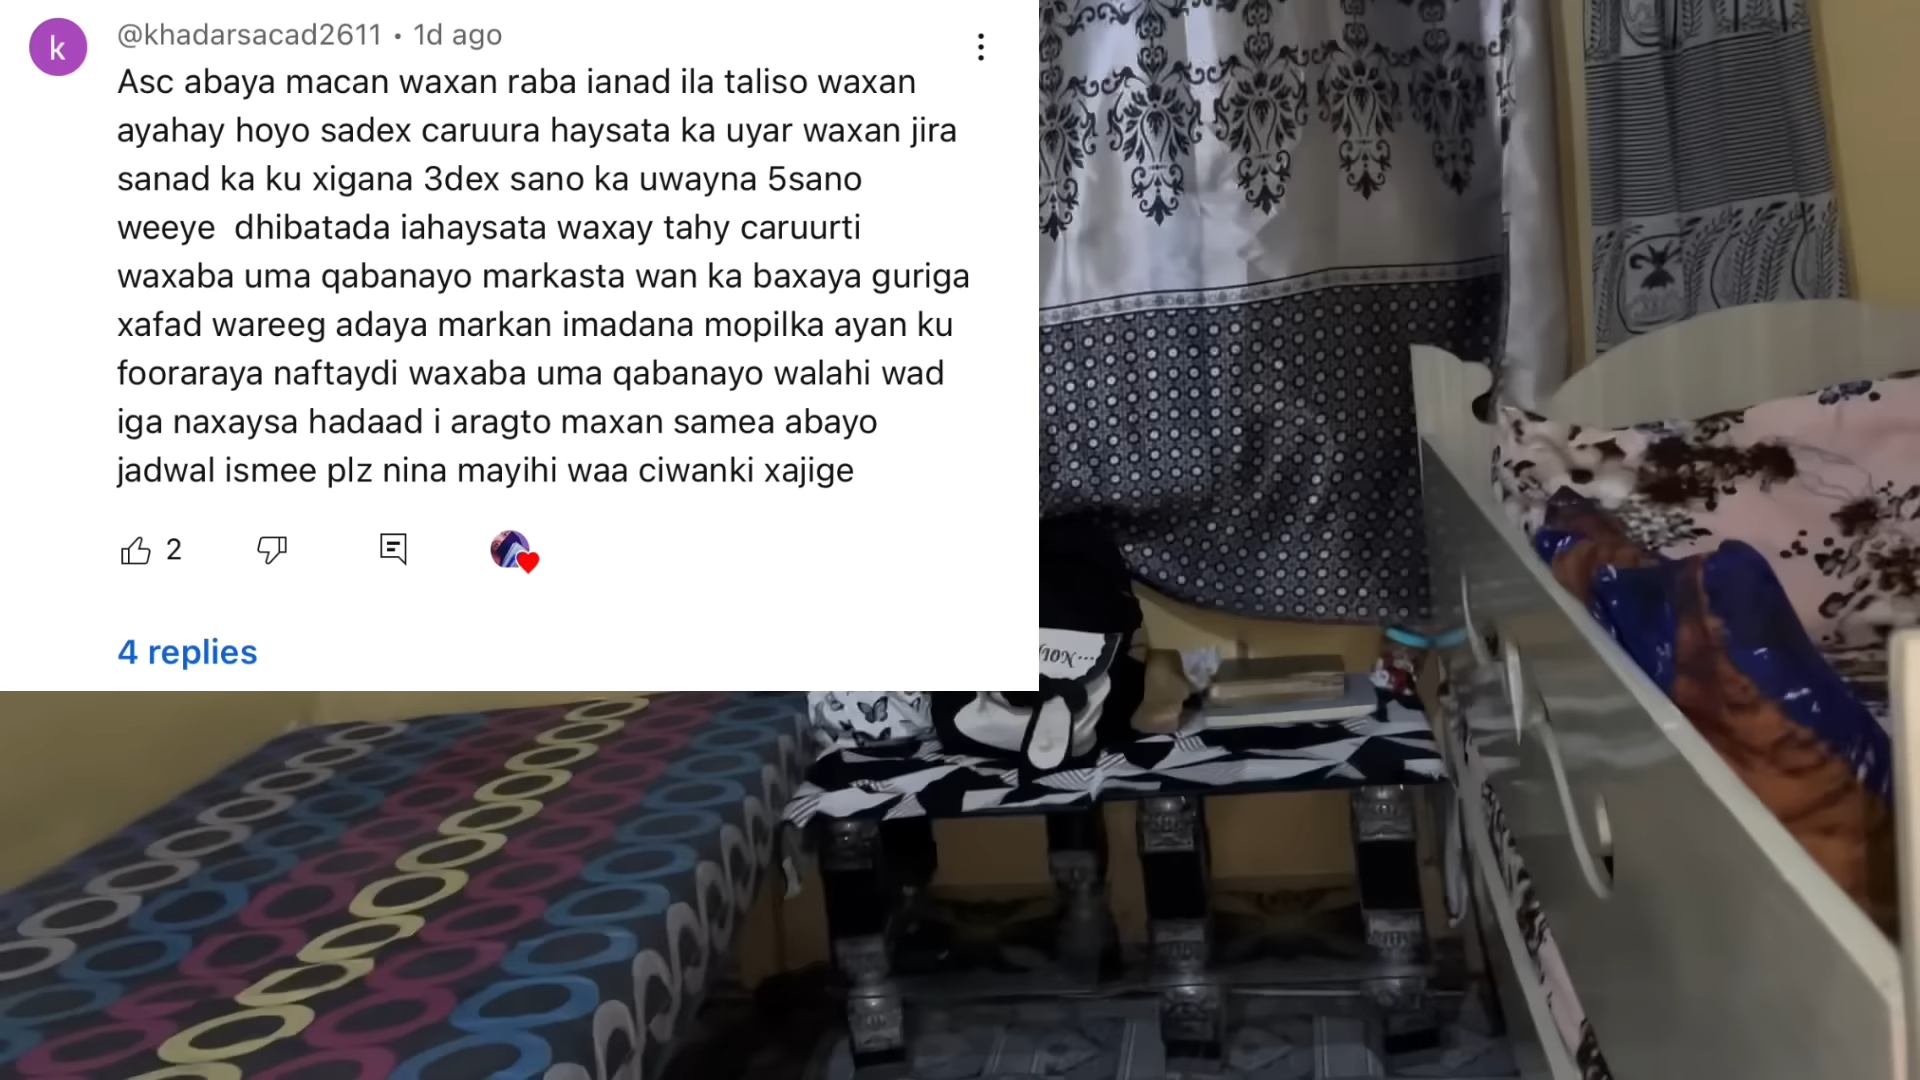 @khadarsacad2611 • 1d ago
k
Asc abaya macan waxan raba ianad ila taliso waxan
ayahay hoyo sadex caruura haysata ka uyar waxan jira
sanad ka ku xigana 3dex sano ka uwayna 5sano
weeye  dhibatada iahaysata waxay tahy caruurti
waxaba uma qabanayo markasta wan ka baxaya guriga
xafad wareeg adaya markan imadana mopilka ayan ku
fooraraya naftaydi waxaba uma qabanayo walahi wad
iga naxaysa hadaad i aragto maxan samea abayo
jadwal ismee plz nina mayihi waa ciwanki xajige
2
4 replies